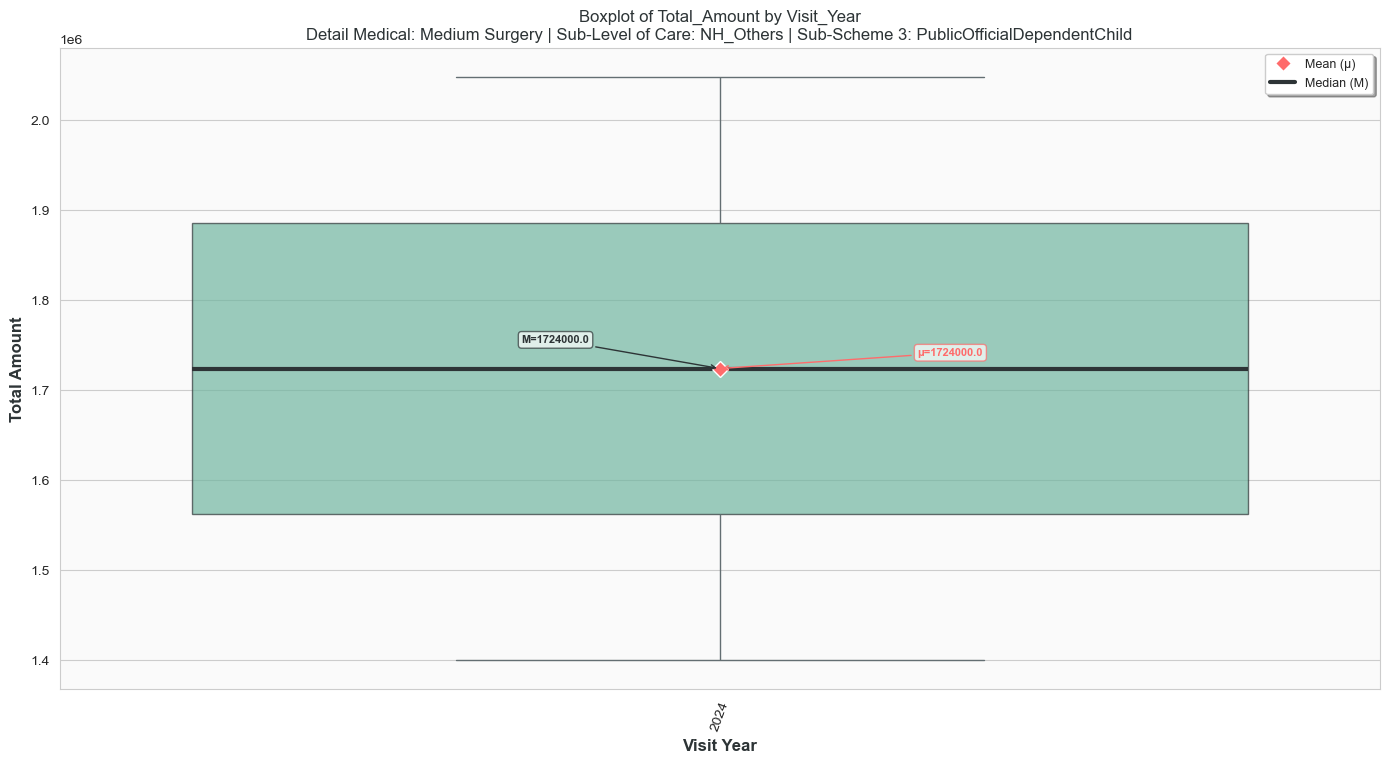 Boxplot of Total_Amount by Visit_Year
Detail Medical: Medium Surgery | Sub-Level of Care: NH_Others | Sub-Scheme 3: PublicOfficialDependentChild
1e6
Mean (μ)
Median (M)
2.0
1.9
1.8
1.7
1.6
1.5
1.4
M=1724000.0
μ=1724000.0
Total Amount
2024
Visit Year